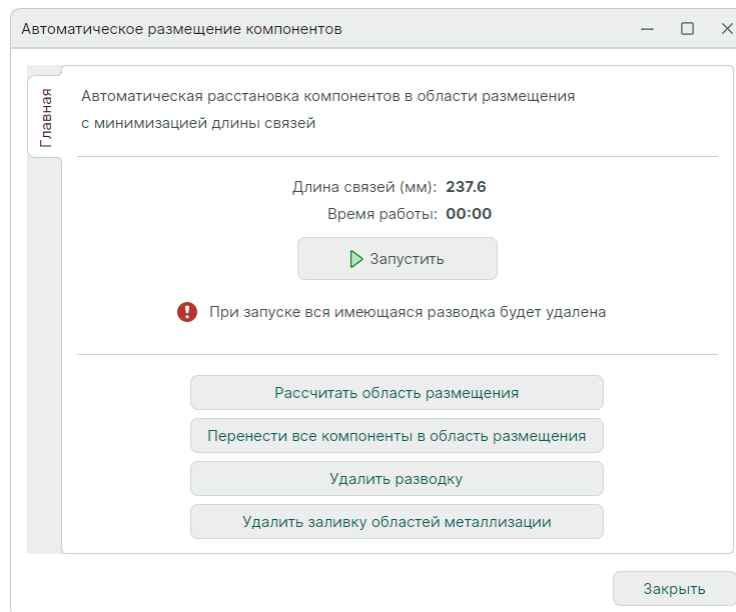 Автоматическое размещение компонентов
Главная
Автоматическая расстановка компонентов в области размещения
с минимизацией длины связей
Длина связей (мм): 237.6
Время работы: 00:00
Запустить
При запуске вся имеющаяся разводка будет удалена
Рассчитать область размещения
Перенести все компоненты в область размещения
Удалить разводку
Удалить заливку областей металлизации
Закрыть